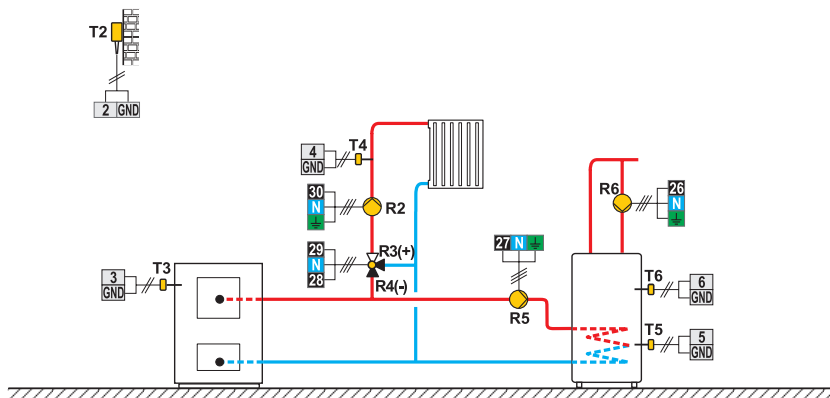 T2
2 GND
4
GND
T4
30
N
R2
R6
26
N
29
N
28
R3(+)
R4(-)
27 N
3
GND
T3
R5
T6
6
GND
T5
5
GND